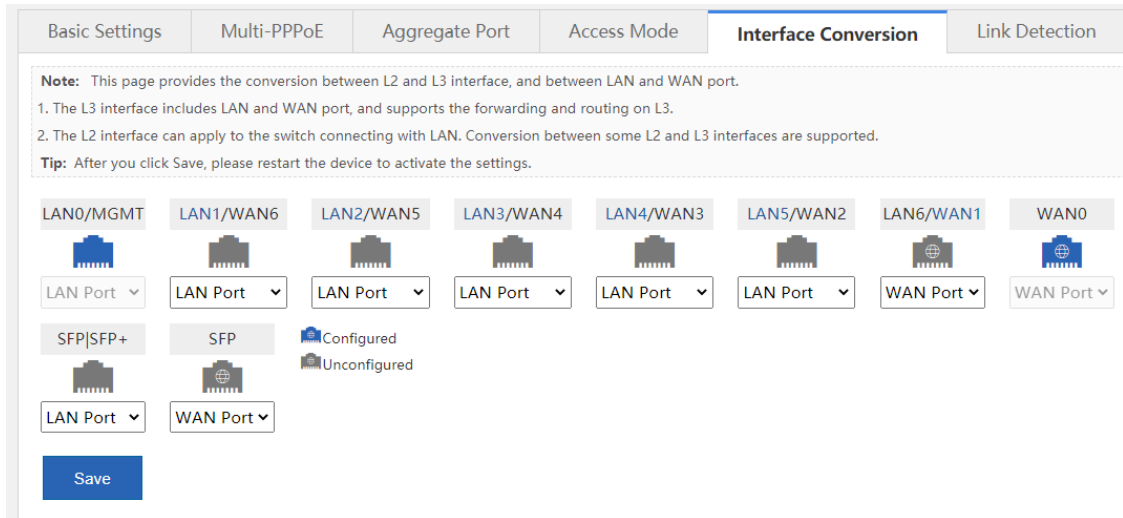 Basic Settings Multi-PPPoE Aggregate Port Access Mode Interface Conversion Link Detection
Note: This page provides the conversion between L2 and L3 interface, and between LAN and WAN port.
1. The L3 interface includes LAN and WAN port, and supports the forwarding and routing on L3.
2. The L2 interface can apply to the switch connecting with LAN. Conversion between some L2 and L3 interfaces are supported.
Tip: After you click Save, please restart the device to activate the settings.
LAN0/MGMT LAN1/WAN6 LAN2/WAN5 LAN3/WAN4 LAN4/WAN3 LAN5/WAN2 LAN6/WAN1 WAN0
LAN Port LAN Port LAN Port LAN Port LAN Port LAN Port WAN Port WAN Port
SFP|SFP+ SFP Configured
Unconfigured
LAN Port WAN Port
Save